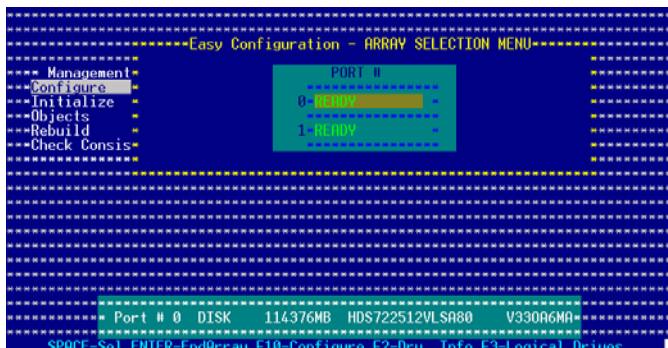 Easy Configuration - ARRAY SELECTION MENU
Management
Configure
Initialize
Objects
Rebuild
Check Consis
PORT #
0-READY
1-READY
Port # 0 DISK 114376MB HDS722512VLSA80 V33OA6MA
SPACE-Sel ENTER-EndArray F10-Configure F2-Drv Info F3-Logical Drives